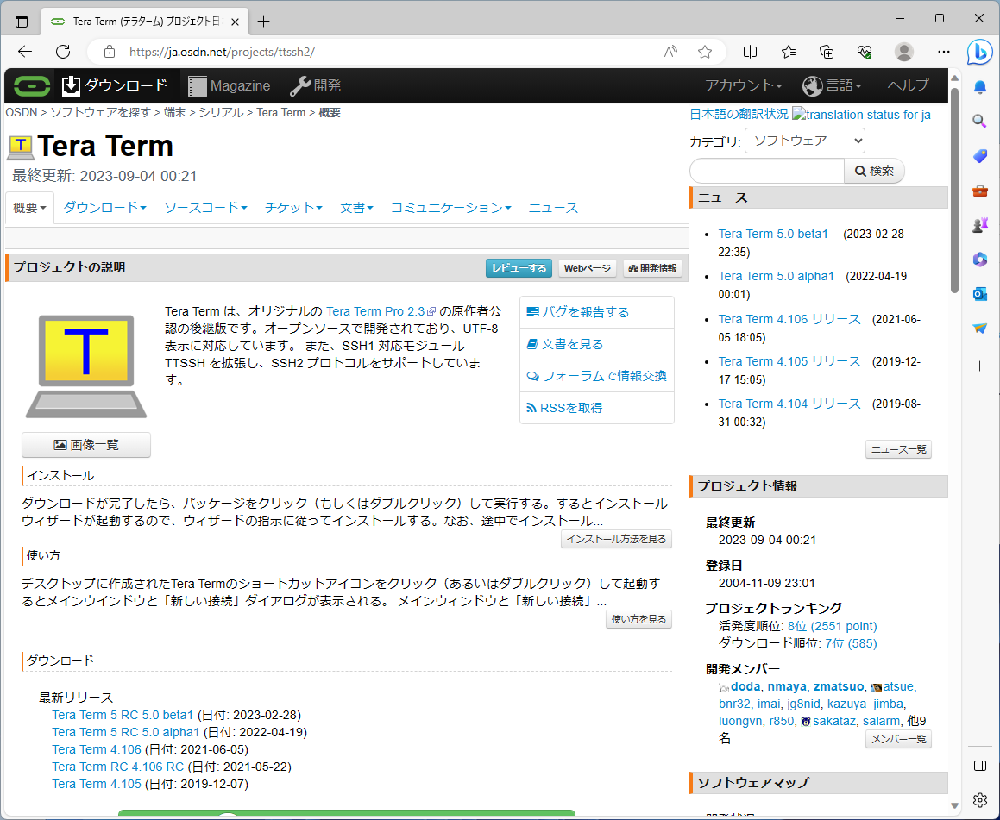 Tera Term (テラターム) プロジェクト日
https://ja.osdn.net/projects/ttssh2/
ダウンロード Magazine 開発 アカウント 言語 ヘルプ
OSDN > ソフトウェアを探す > 端末 > シリアル > Tera Term > 概要
T Tera Term
最終更新: 2023-09-04 00:21
概要 ダウンロード ソースコード チケット 文書 コミュニケーション ニュース
プロジェクトの説明 レビューする Webページ 開発情報
T
Tera Term は、オリジナルの Tera Term Pro 2.3 の原作者公
認の後継版です。オープンソースで開発されており、UTF-8
表示に対応しています。 また、SSH1 対応モジュール
TTSSH を拡張し、SSH2 プロトコルをサポートしていま
す。
バグを報告する
文書を見る
フォーラムで情報交換
RSSを取得
画像一覧
インストール
ダウンロードが完了したら、パッケージをクリック（もしくはダブルクリック）して実行する。するとインストール
ウィザードが起動するので、ウィザードの指示に従ってインストールする。なお、途中でインストール...
インストール方法を見る
使い方
デスクトップに作成されたTera Termのショートカットアイコンをクリック（あるいはダブルクリック）して起動す
るとメインウインドウと「新しい接続」ダイアログが表示される。 メインウィンドウと「新しい接続」...
使い方を見る
ダウンロード
最新リリース
Tera Term 5 RC 5.0 beta1 (日付: 2023-02-28)
Tera Term 5 RC 5.0 alpha1 (日付: 2022-04-19)
Tera Term 4.106 (日付: 2021-06-05)
Tera Term RC 4.106 RC (日付: 2021-05-22)
Tera Term 4.105 (日付: 2019-12-07)
日本語の翻訳状況 translation status for ja
カテゴリ: ソフトウェア
検索
ニュース
Tera Term 5.0 beta1 (2023-02-28
22:35)
Tera Term 5.0 alpha1 (2022-04-19
00:01)
Tera Term 4.106 リリース (2021-06-
05 18:05)
Tera Term 4.105 リリース (2019-12-
17 15:05)
Tera Term 4.104 リリース (2019-08-
31 00:32)
ニュース一覧
プロジェクト情報
最終更新
2023-09-04 00:21
登録日
2004-11-09 23:01
プロジェクトランキング
活発度順位: 8位 (2551 point)
ダウンロード順位: 7位 (585)
開発メンバー
doda, nmaya, zmatsuo, atsue,
bnr32, imai, jg8nid, kazuya_jimba,
luongvn, r850, sakataz, salarm, 他9
名
メンバー一覧
ソフトウェアマップ